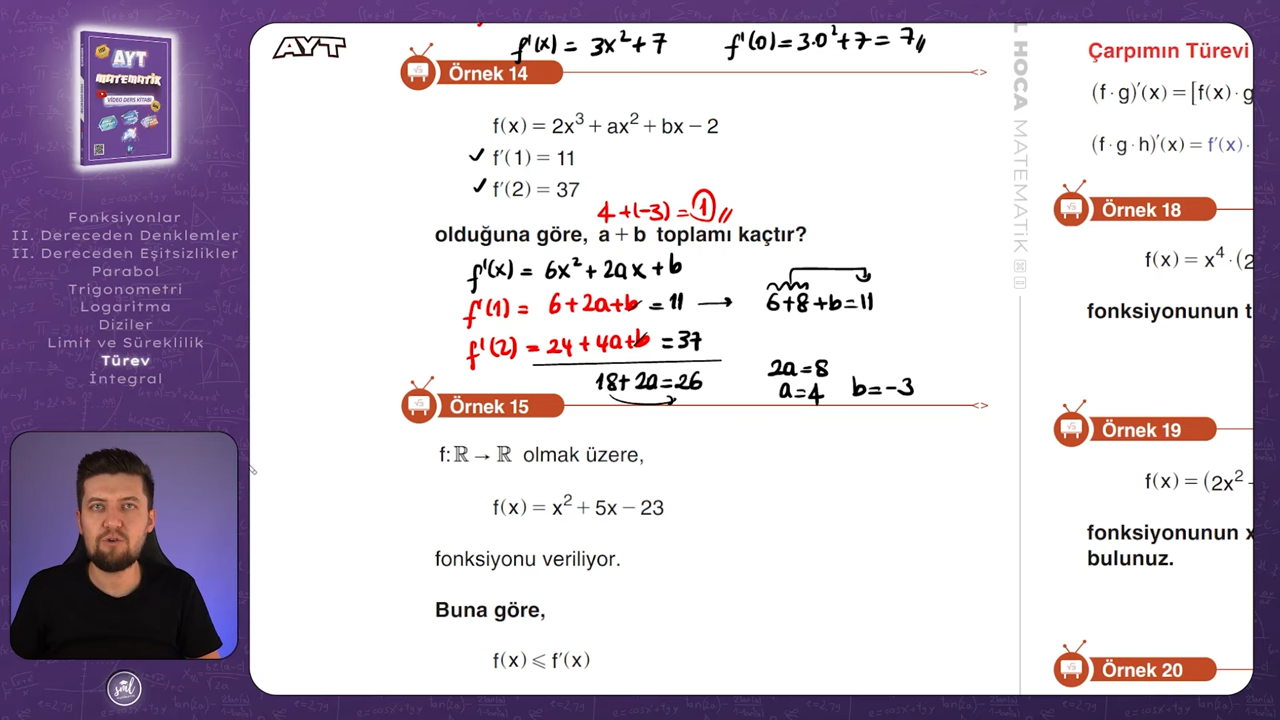 AYT
MATEMATİK
VİDEO DERS KİTABI
Fonksiyonlar
II. Dereceden Denklemler
II. Dereceden Eşitsizlikler
Parabol
Trigonometri
Logaritma
Diziler
Limit ve Süreklilik
Türev
İntegral
sml
AYT
f'(x) = 3x² + 7 f'(0) = 3.0² + 7 = 7
Örnek 14
f(x) = 2x³ + ax² + bx − 2
✓ f′(1) = 11
✓ f′(2) = 37
4 + (−3) = 1
olduğuna göre, a + b toplamı kaçtır?
f'(x) = 6x² + 2ax + b
f'(1) = 6 + 2a + b = 11 → 6 + 8 + b = 11
f'(2) = 24 + 4a + b = 37
18 + 2a = 26 2a = 8
a = 4 b = −3
Örnek 15
f: ℝ → ℝ olmak üzere,
f(x) = x² + 5x − 23
fonksiyonu veriliyor.
Buna göre,
f(x) ⩽ f′(x)
L HOCA MATEMATİK
Çarpımın Türevi
(f · g)′(x) = [f(x) · g
(f · g · h)′(x) = f′(x) ·
Örnek 18
f(x) = x⁴ · (2
fonksiyonunun t
Örnek 19
f(x) = (2x² −
fonksiyonunun x
bulunuz.
Örnek 20